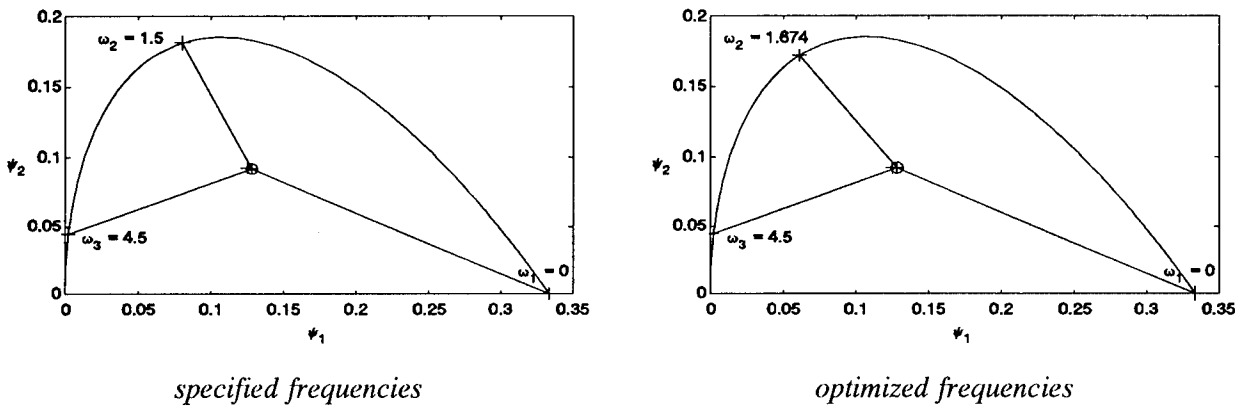 0.2
ω₂ = 1.5
0.15
ψ₂
0.1
0.05
ω₃ = 4.5
ω₁ = 0
0
0 0.05 0.1 0.15 0.2 0.25 0.3 0.35
ψ₁
specified frequencies
0.2
ω₂ = 1.674
0.15
ψ₂
0.1
0.05
ω₃ = 4.5
ω₁ = 0
0
0 0.05 0.1 0.15 0.2 0.25 0.3 0.35
ψ₁
optimized frequencies